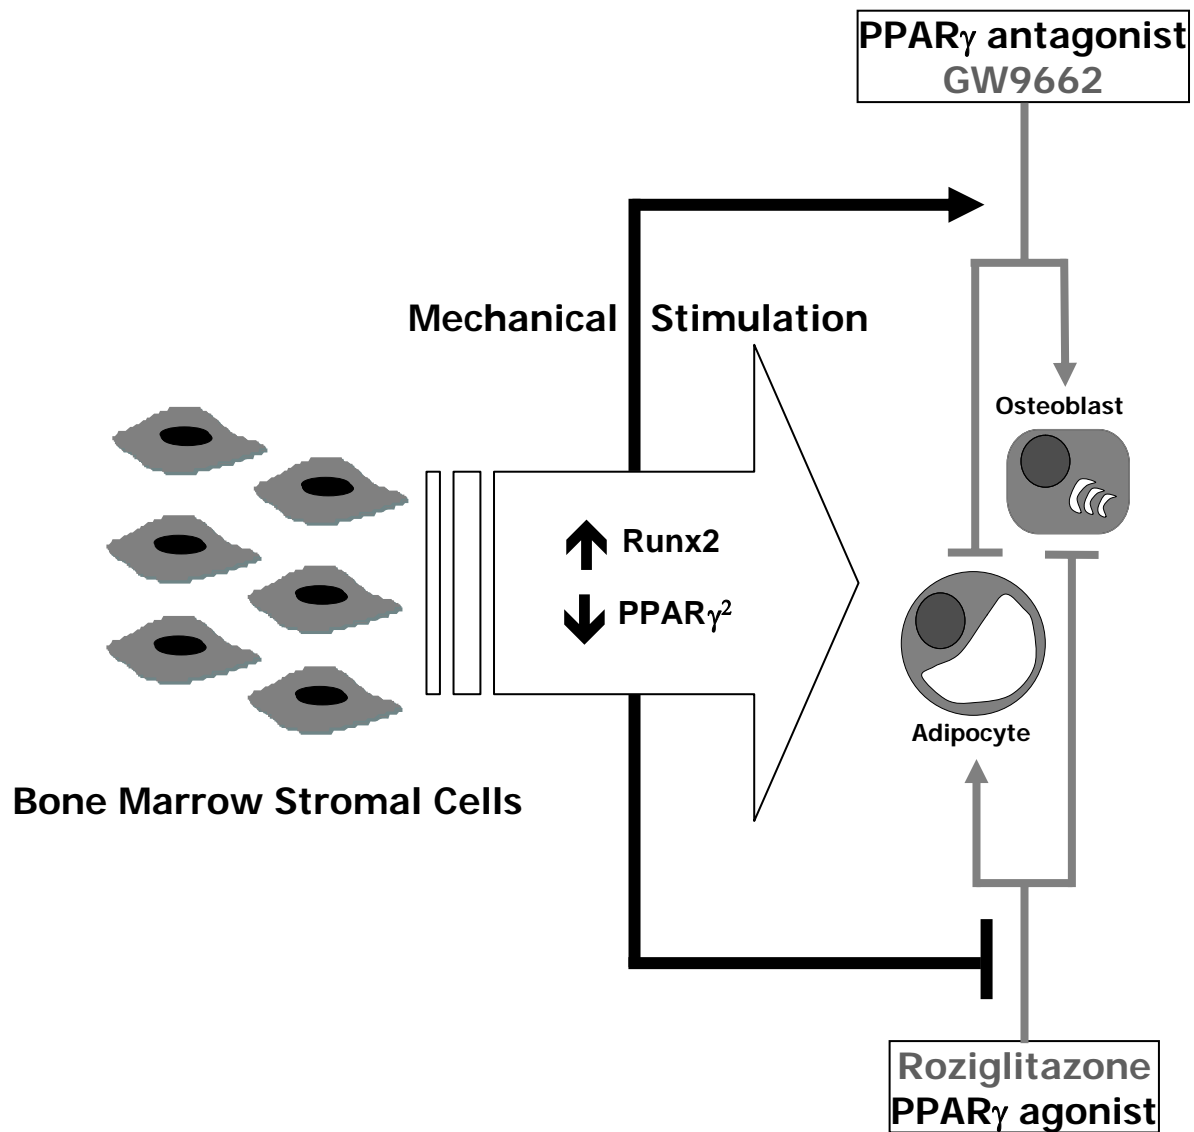 PPARγ antagonist
GW9662
Mechanical Stimulation
Osteoblast
Runx2
PPARγ²
Adipocyte
Bone Marrow Stromal Cells
Roziglitazone
PPARγ agonist